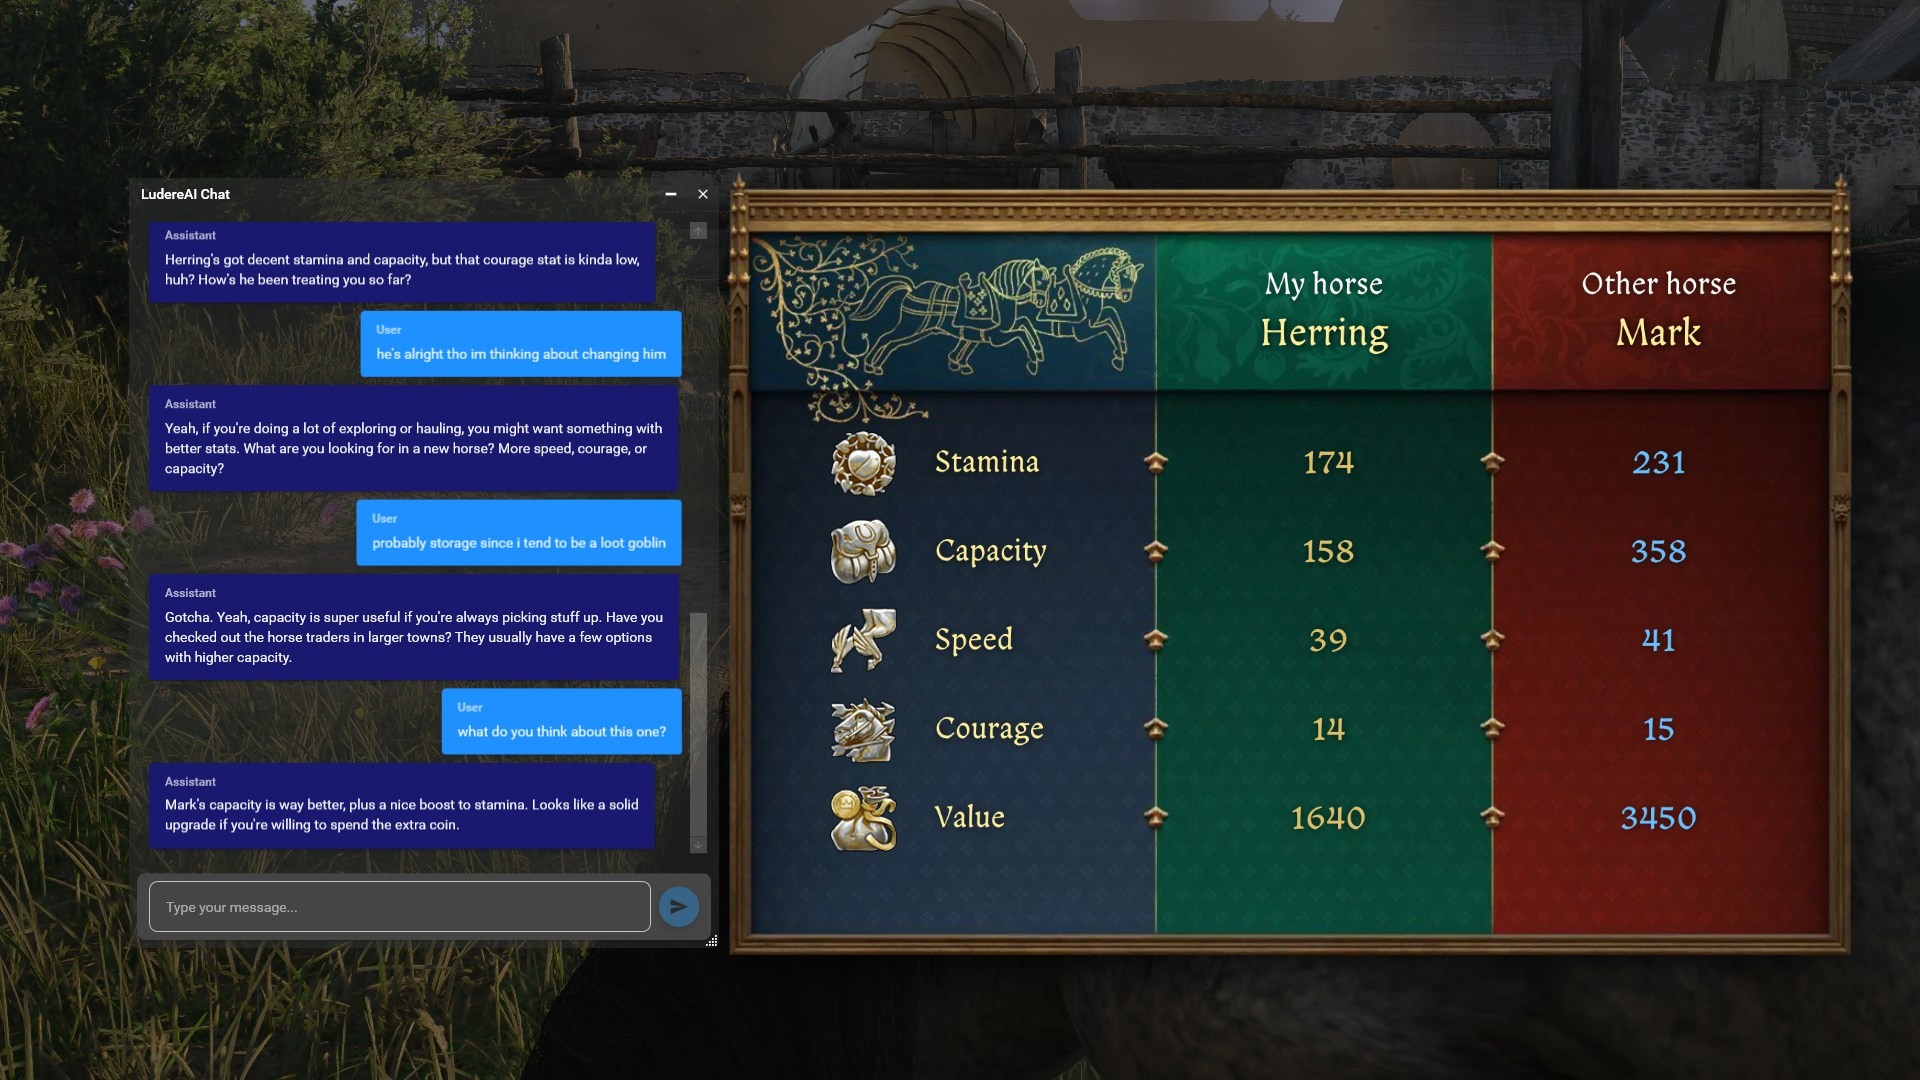 LudereAI Chat
Assistant
Herring's got decent stamina and capacity, but that courage stat is kinda low,
huh? How's he been treating you so far?
User
he's alright tho im thinking about changing him
Assistant
Yeah, if you're doing a lot of exploring or hauling, you might want something with
better stats. What are you looking for in a new horse? More speed, courage, or
capacity?
User
probably storage since i tend to be a loot goblin
Assistant
Gotcha. Yeah, capacity is super useful if you're always picking stuff up. Have you
checked out the horse traders in larger towns? They usually have a few options
with higher capacity.
User
what do you think about this one?
Assistant
Mark's capacity is way better, plus a nice boost to stamina. Looks like a solid
upgrade if you're willing to spend the extra coin.
Type your message...
My horse
Herring
Other horse
Mark
Stamina 174 231
Capacity 158 358
Speed 39 41
Courage 14 15
Value 1640 3450